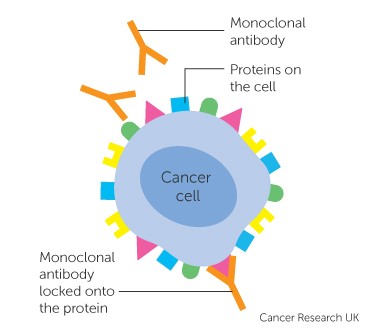 Monoclonal
antibody
Proteins on
the cell
Cancer
cell
Monoclonal
antibody
locked onto
the protein
Cancer Research UK